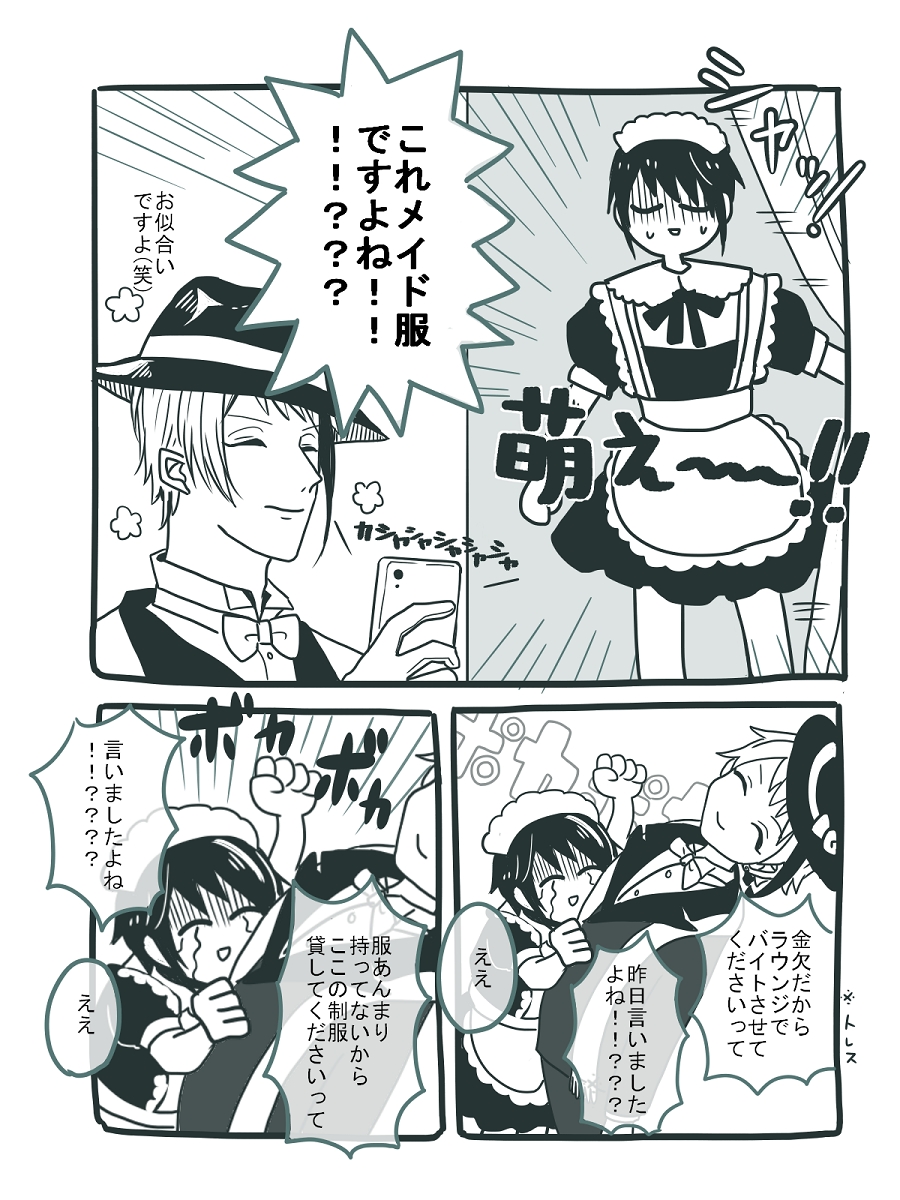 ヤバッ
萌え〜〜!!
これメイド服
ですよね!!
!!???
お似合い
ですよ(笑)
カシャシャシャシャシャ
ボカボカ
金欠だから
ラウンジで
バイトさせて
くださいって
昨日言いました
よね!!???
ええ
※トレス
ボカボカ
服あんまり
持ってないから
ここの制服
貸してくださいって
言いましたよね
!!?????
ええ